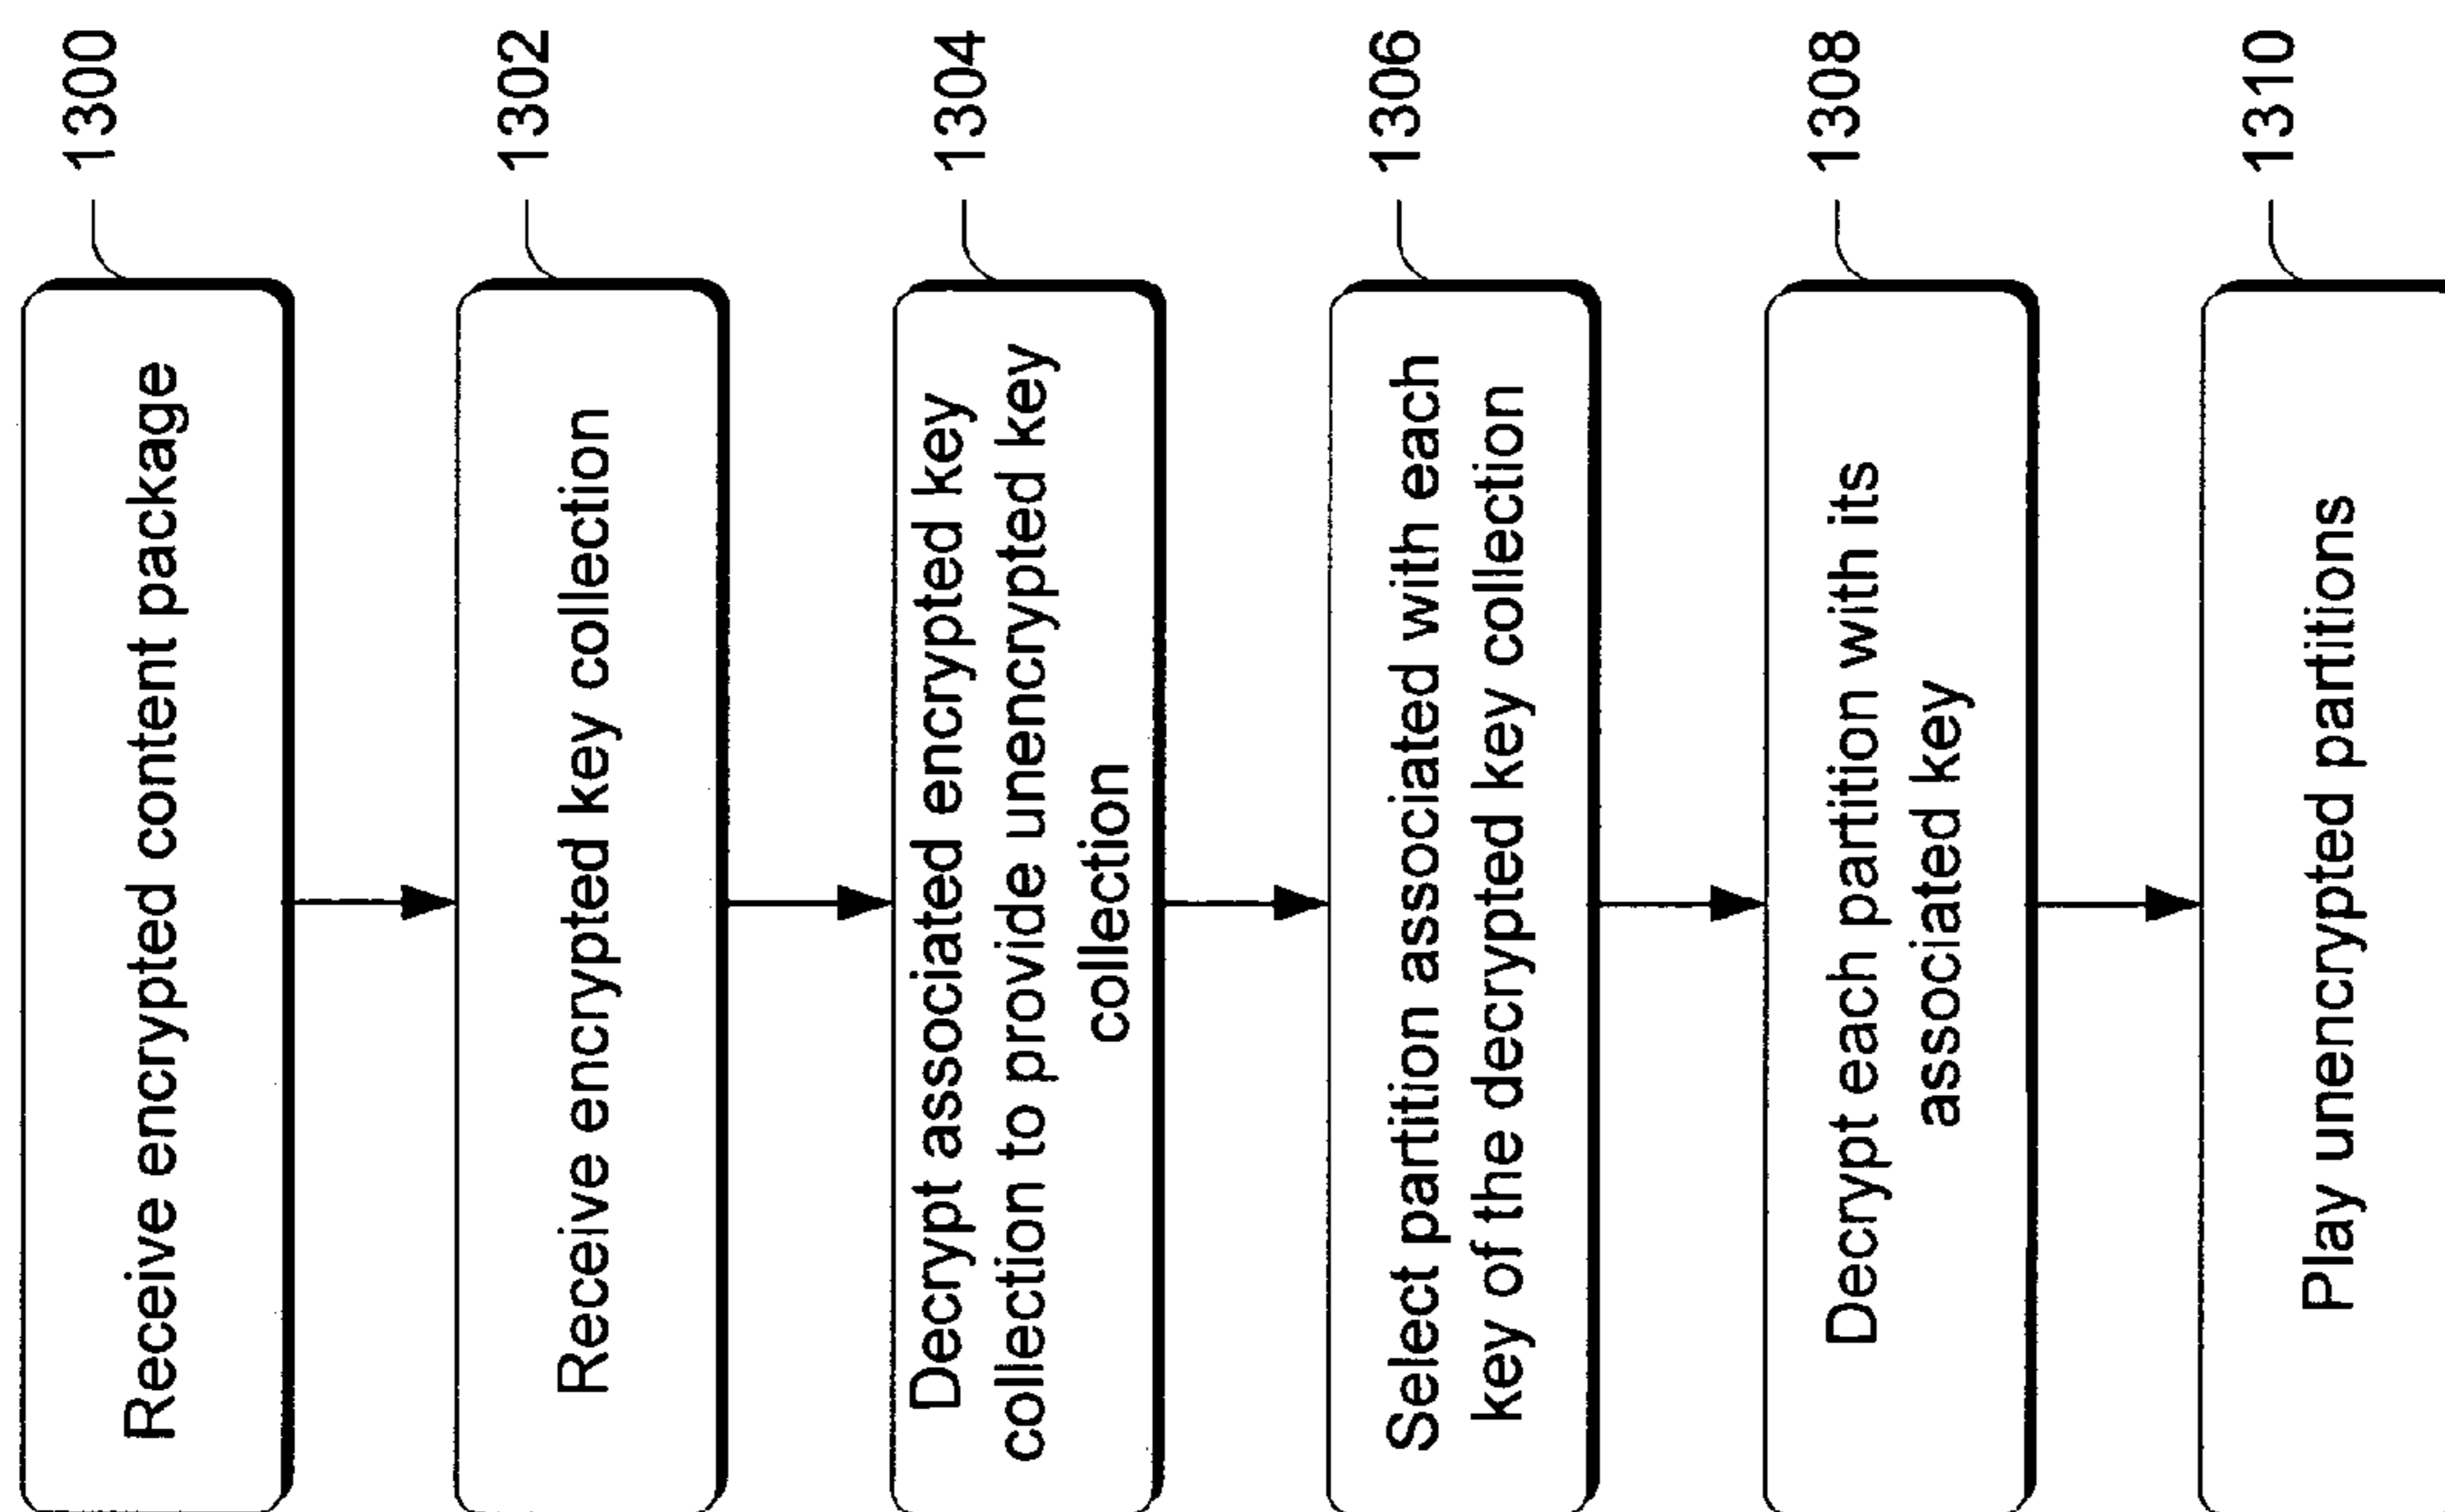 1300
Receive encrypted content package
1302
Receive encrypted key collection
1304
Decrypt associated encrypted key
collection to provide unencrypted key
collection
1306
Select partition associated with each
key of the decrypted key collection
1308
Decrypt each partition with its
associated key
1310
Play unencrypted partitions